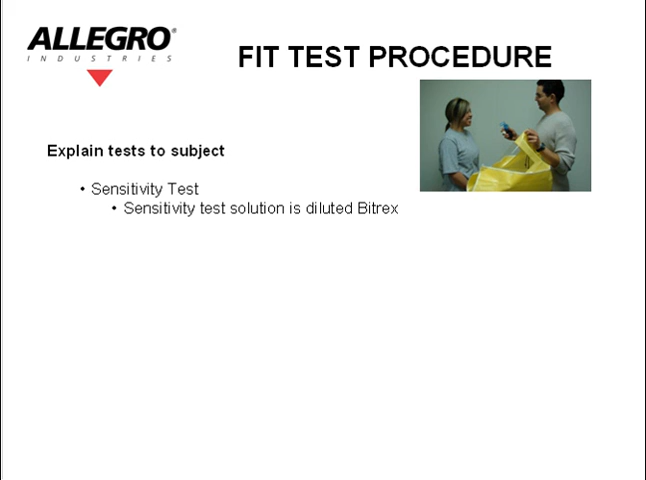 ALLEGRO®
INDUSTRIES
FIT TEST PROCEDURE
Explain tests to subject
• Sensitivity Test
• Sensitivity test solution is diluted Bitrex